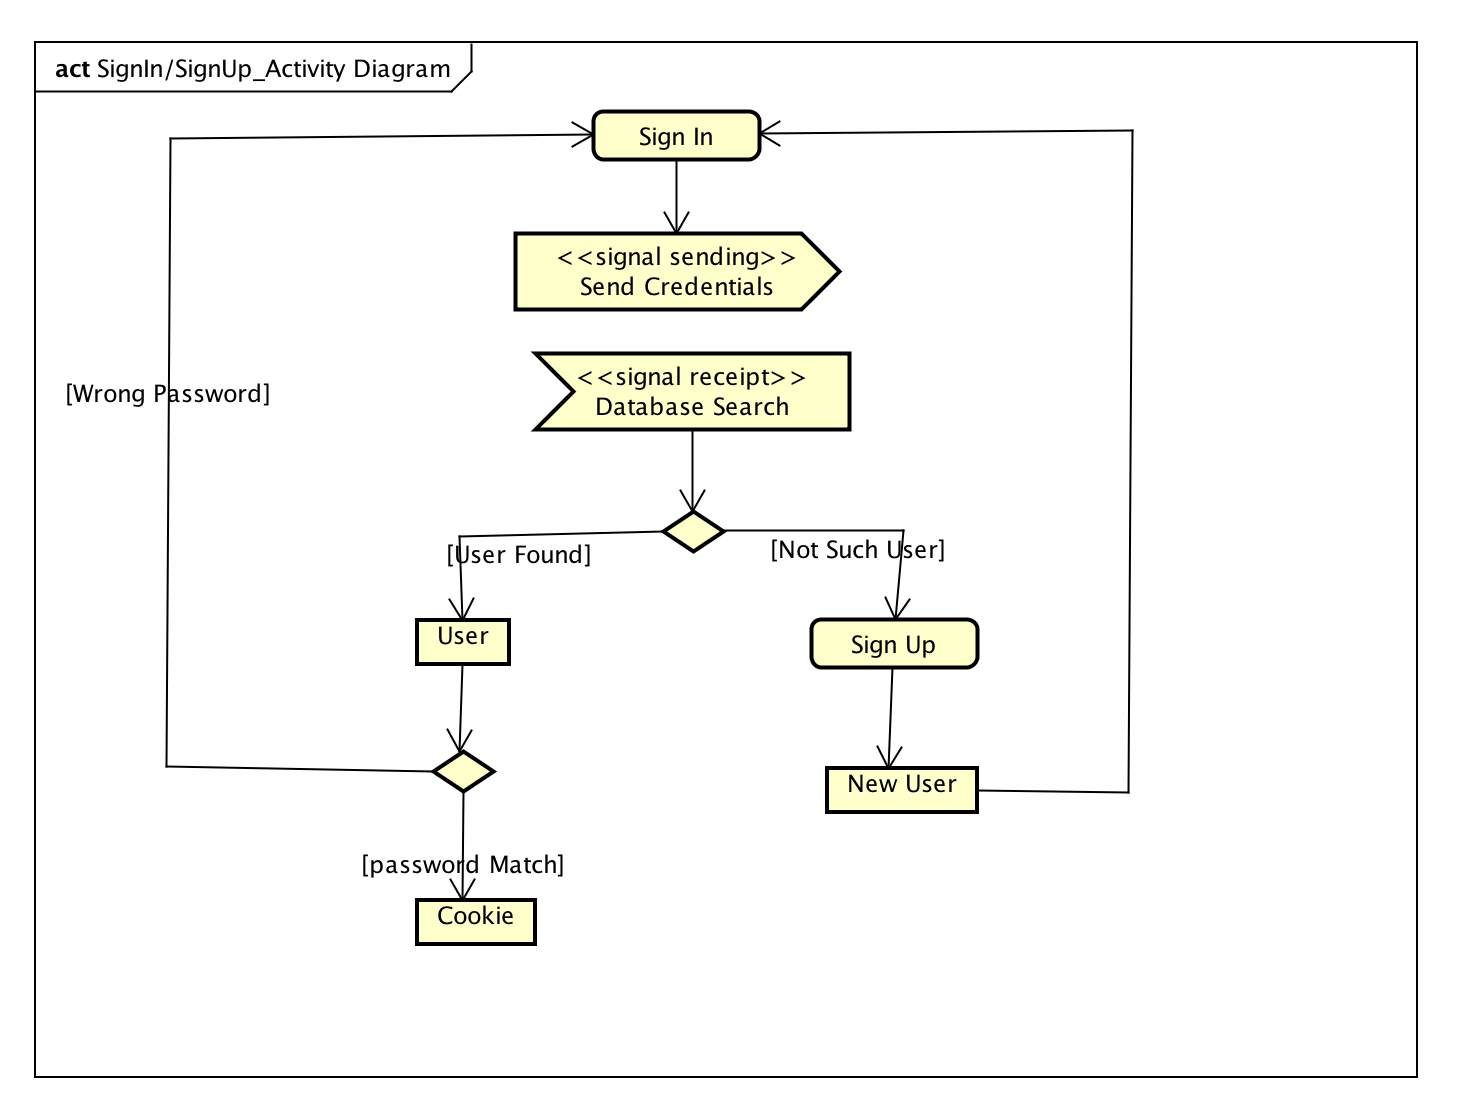 act SignIn/SignUp_Activity Diagram
Sign In
<<signal sending>>
Send Credentials
<<signal receipt>>
Database Search
[Wrong Password]
[User Found]
[Not Such User]
User
Sign Up
New User
[password Match]
Cookie